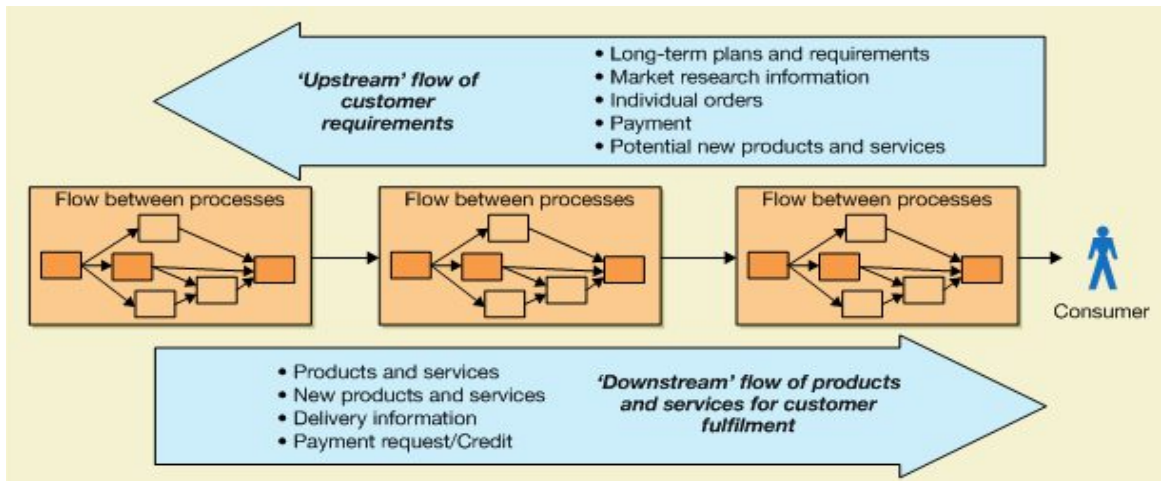 ‘Upstream’ flow of
customer
requirements
• Long-term plans and requirements
• Market research information
• Individual orders
• Payment
• Potential new products and services
Flow between processes
Flow between processes
Flow between processes
Consumer
• Products and services
• New products and services
• Delivery information
• Payment request/Credit
‘Downstream’ flow of products
and services for customer
fulfilment